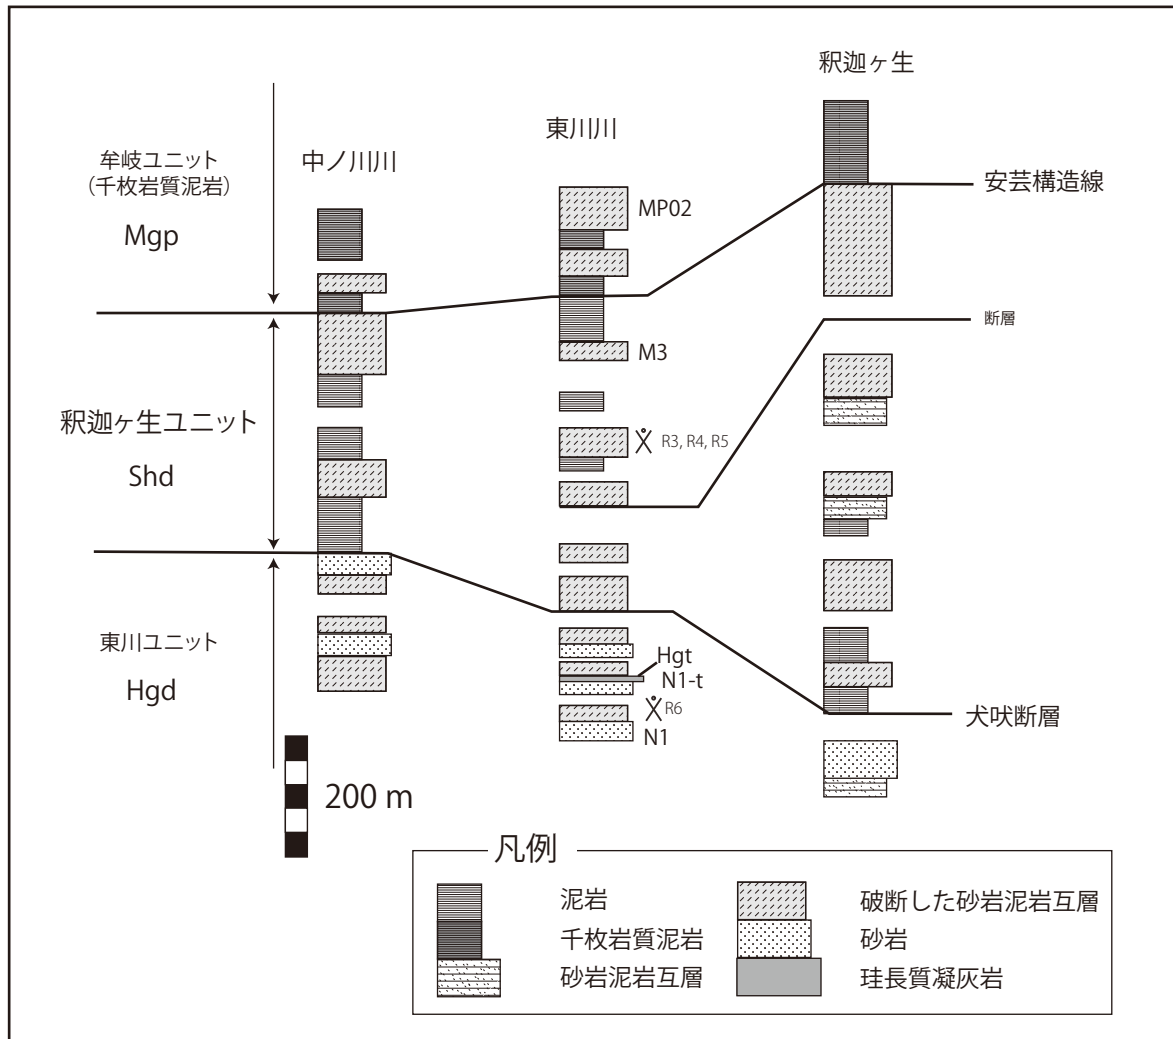 釈迦ヶ生
東川川
中ノ川川
牟岐ユニット
(千枚岩質泥岩)
Mgp
安芸構造線
MP02
断層
M3
釈迦ヶ生ユニット
Shd
R3, R4, R5
東川ユニット
Hgd
Hgt
N1-t
R6
N1
犬吠断層
200 m
凡例
泥岩
千枚岩質泥岩
砂岩泥岩互層
破断した砂岩泥岩互層
砂岩
珪長質凝灰岩